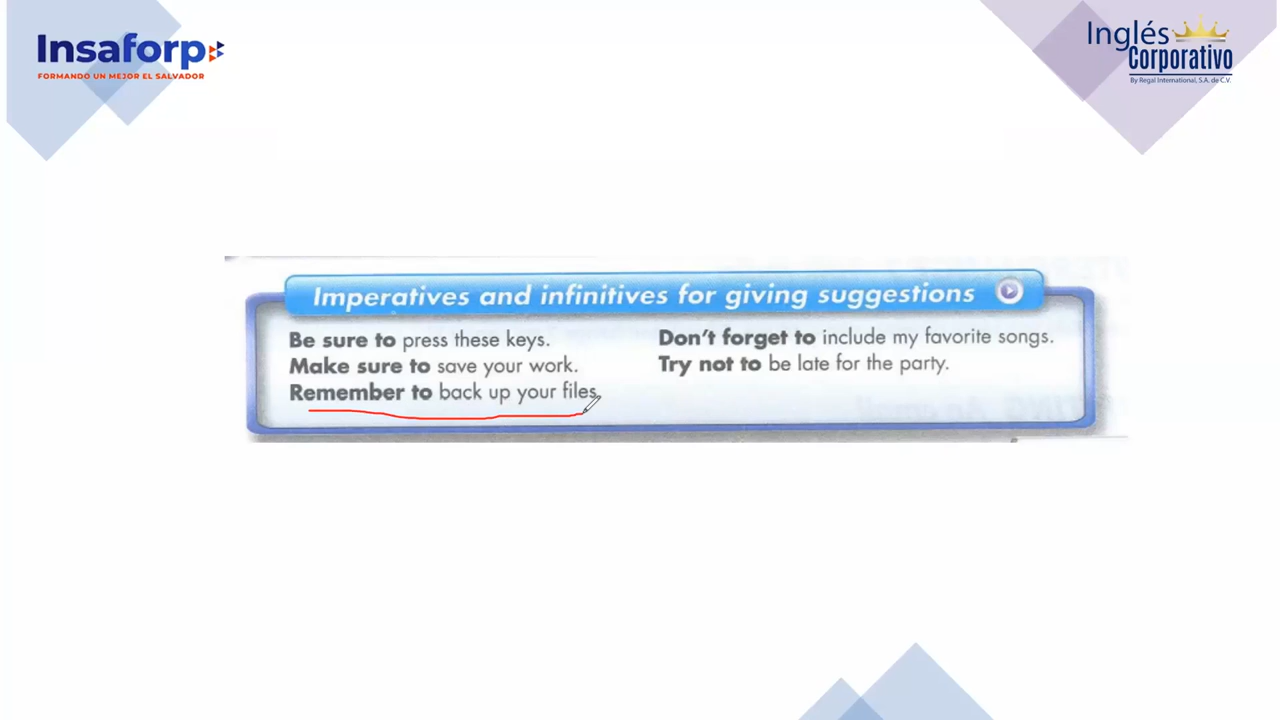 Insaforp
FORMANDO UN MEJOR EL SALVADOR
Inglés
Corporativo
By Regal International, S.A. de C.V.
Imperatives and infinitives for giving suggestions
Be sure to press these keys.
Make sure to save your work.
Remember to back up your files.
Don't forget to include my favorite songs.
Try not to be late for the party.